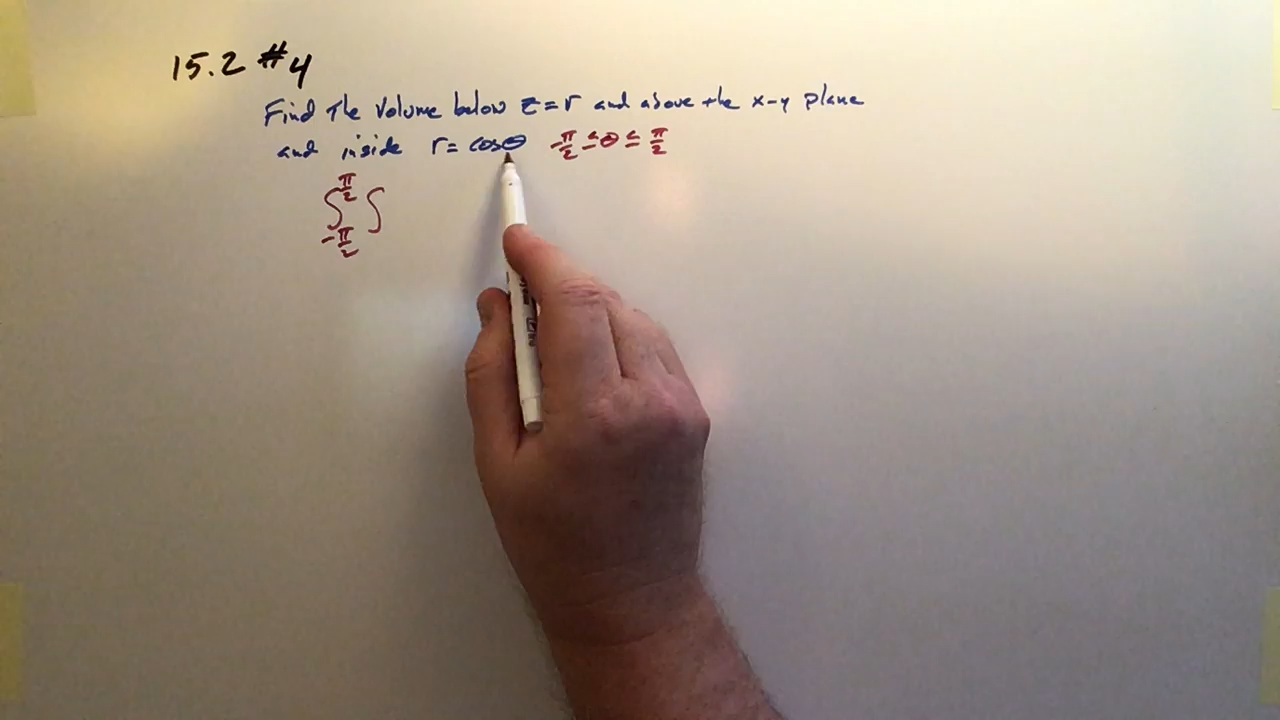 15.2 #4
Find the Volume below z=r and above the x-y plane
and inside r=cosθ -π/2 ≤ θ ≤ π/2
∫_{-π/2}^{π/2} ∫